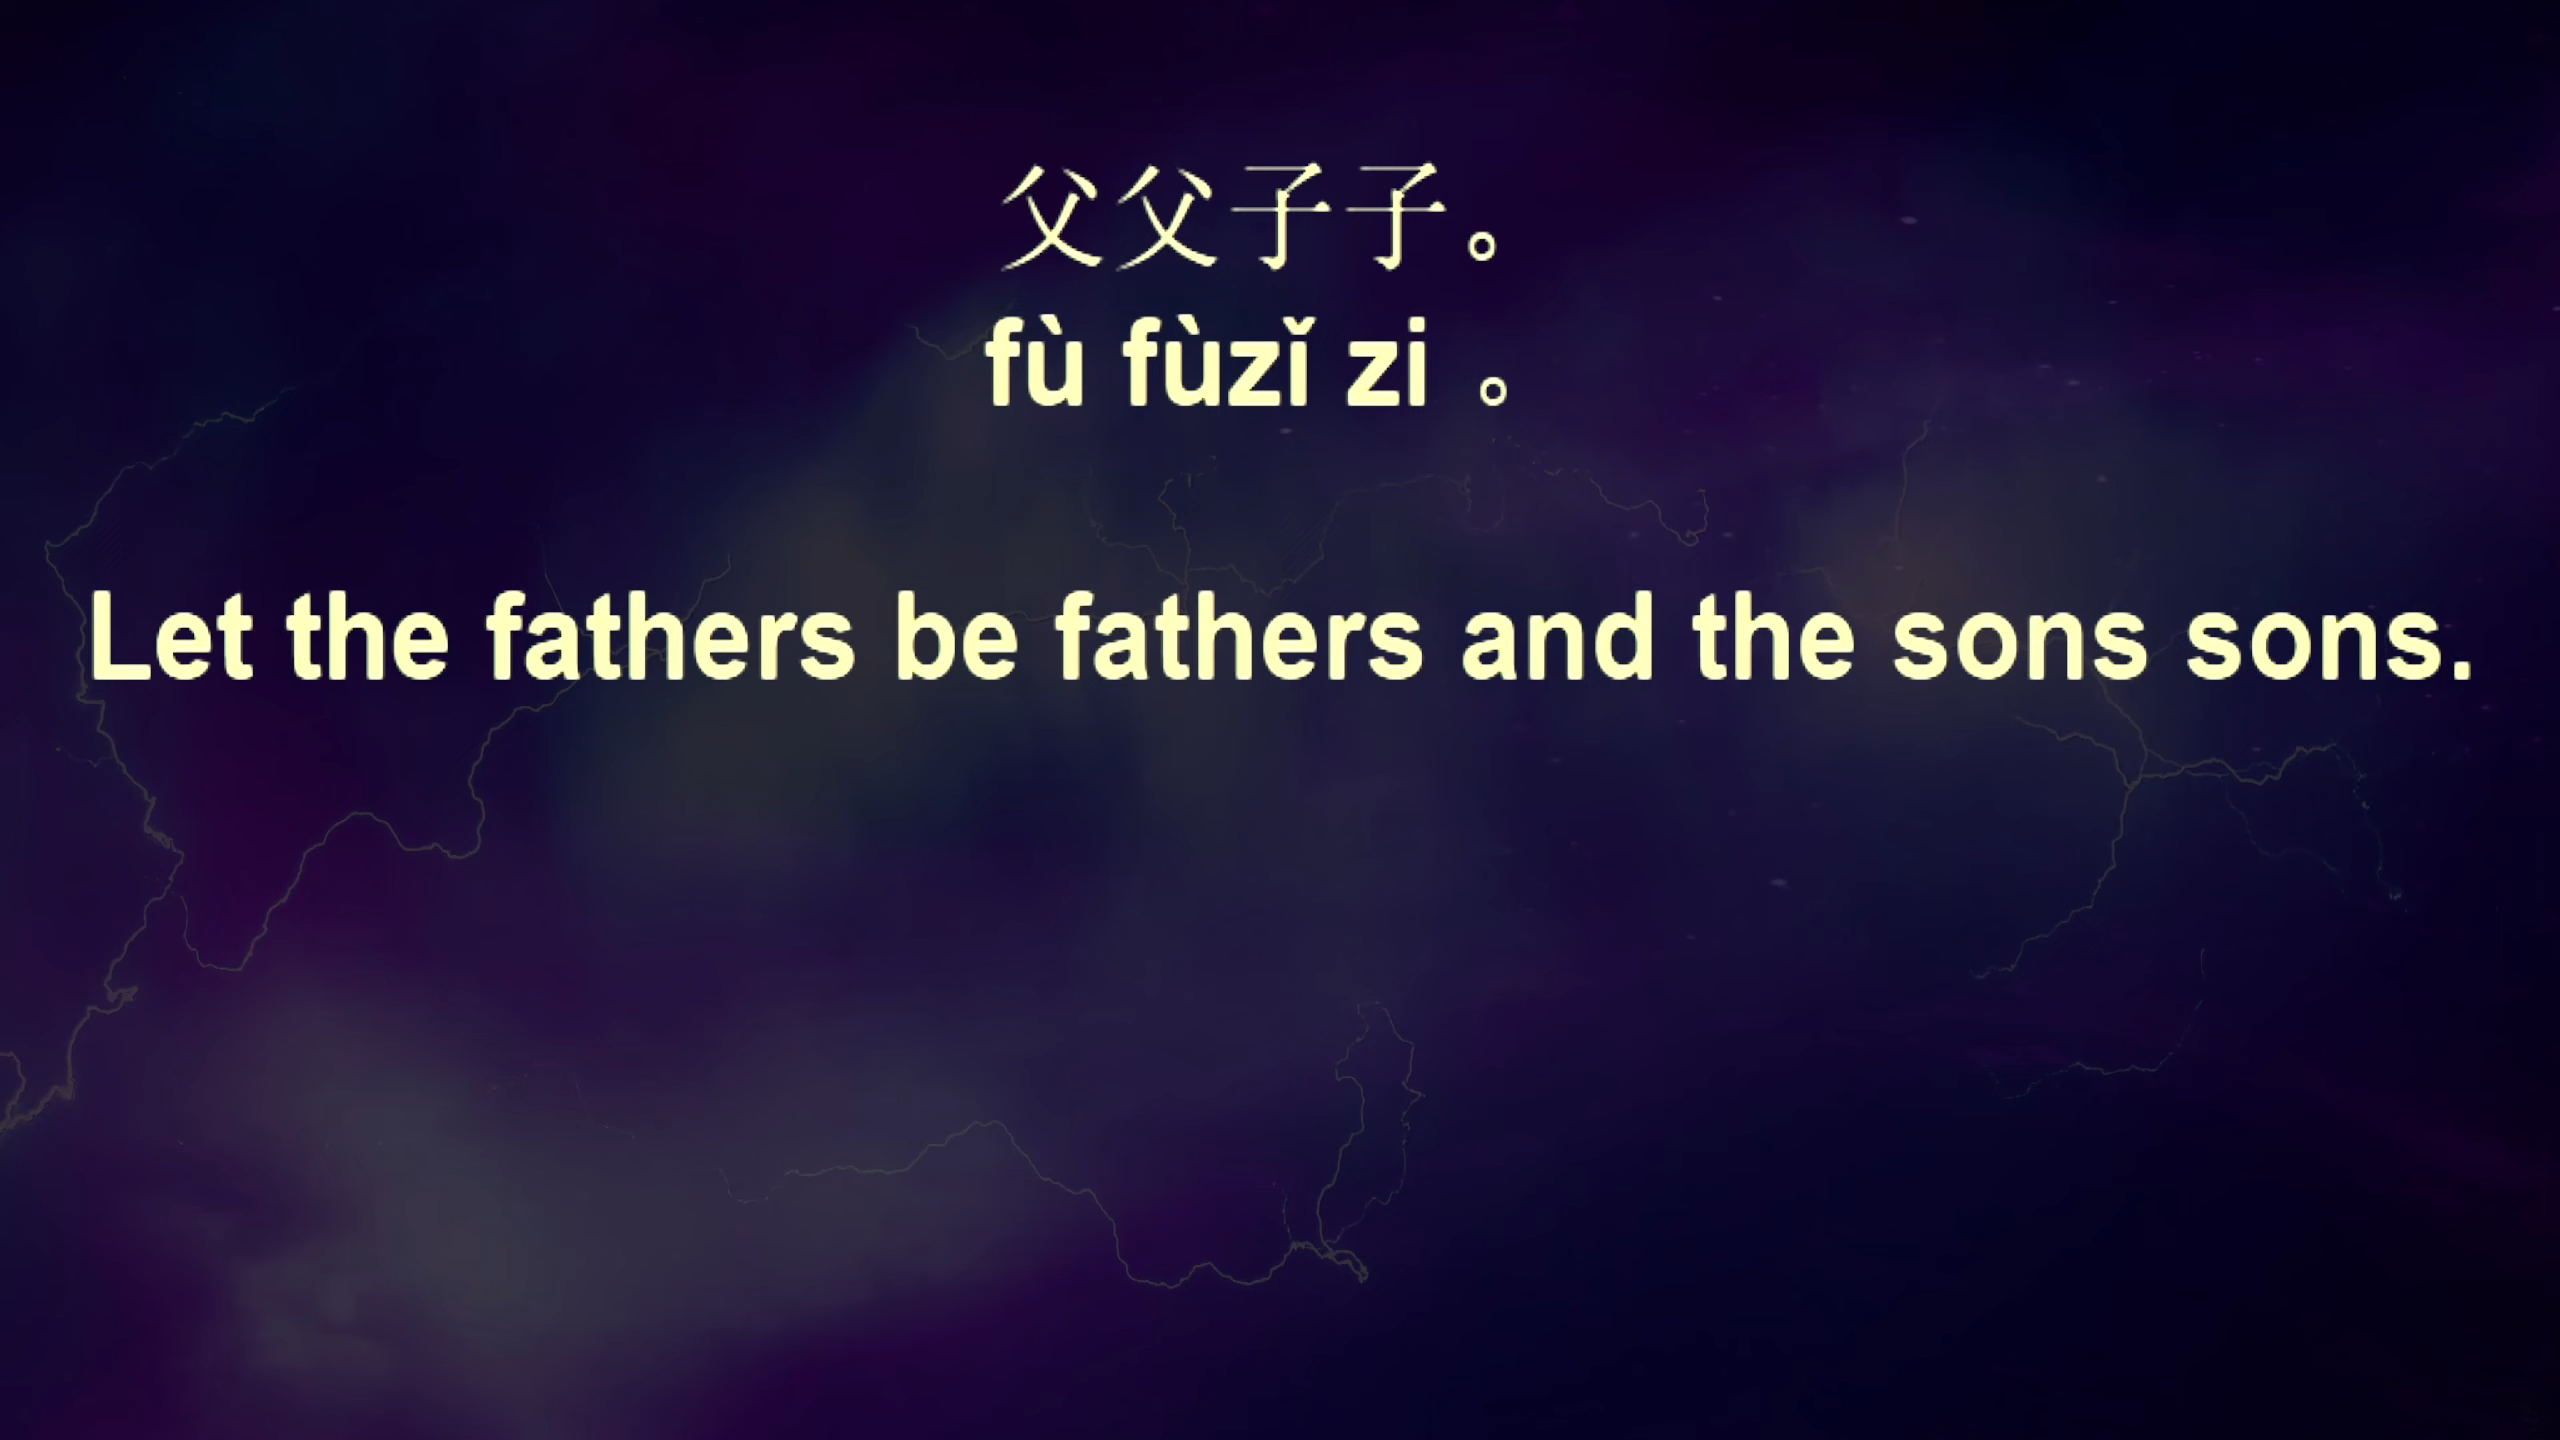 父父子子。
fù fùzǐ zi 。
Let the fathers be fathers and the sons sons.